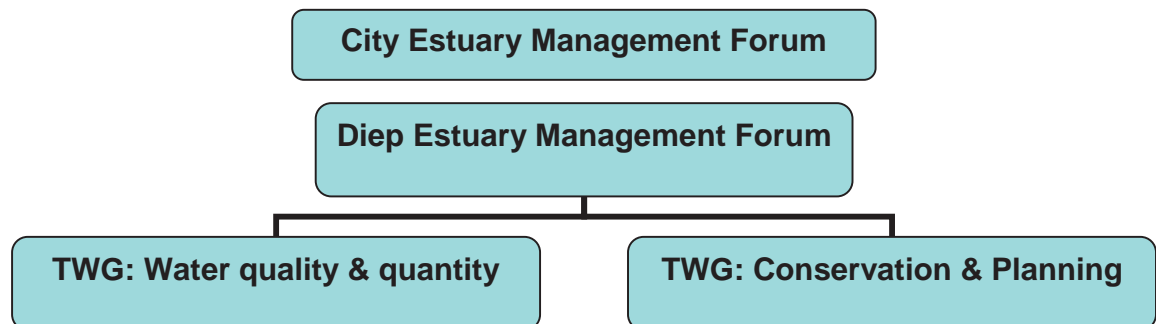 City Estuary Management Forum
Diep Estuary Management Forum
TWG: Water quality & quantity
TWG: Conservation & Planning